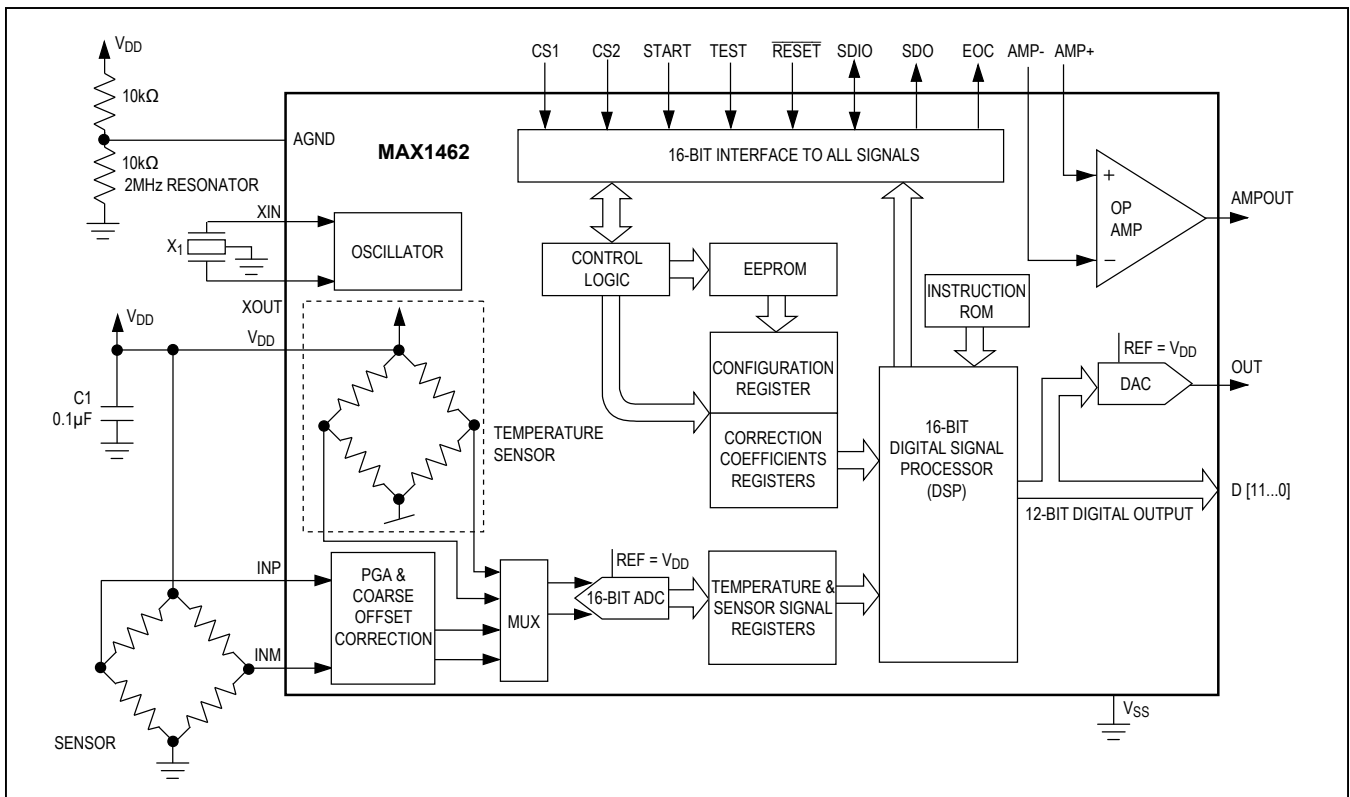 VDD
10kΩ
10kΩ
2MHz RESONATOR
AGND
MAX1462
CS1
CS2
START
TEST
RESET
SDIO
SDO
EOC
AMP-
AMP+
16-BIT INTERFACE TO ALL SIGNALS
+
OP
AMP
−
AMPOUT
XIN
X1
XOUT
OSCILLATOR
CONTROL
LOGIC
EEPROM
INSTRUCTION
ROM
VDD
VDD
C1
0.1µF
TEMPERATURE
SENSOR
CONFIGURATION
REGISTER
CORRECTION
COEFFICIENTS
REGISTERS
16-BIT
DIGITAL SIGNAL
PROCESSOR
(DSP)
REF = VDD
DAC
OUT
D [11...0]
12-BIT DIGITAL OUTPUT
INP
INM
PGA &
COARSE
OFFSET
CORRECTION
MUX
REF = VDD
16-BIT ADC
TEMPERATURE &
SENSOR SIGNAL
REGISTERS
SENSOR
VSS